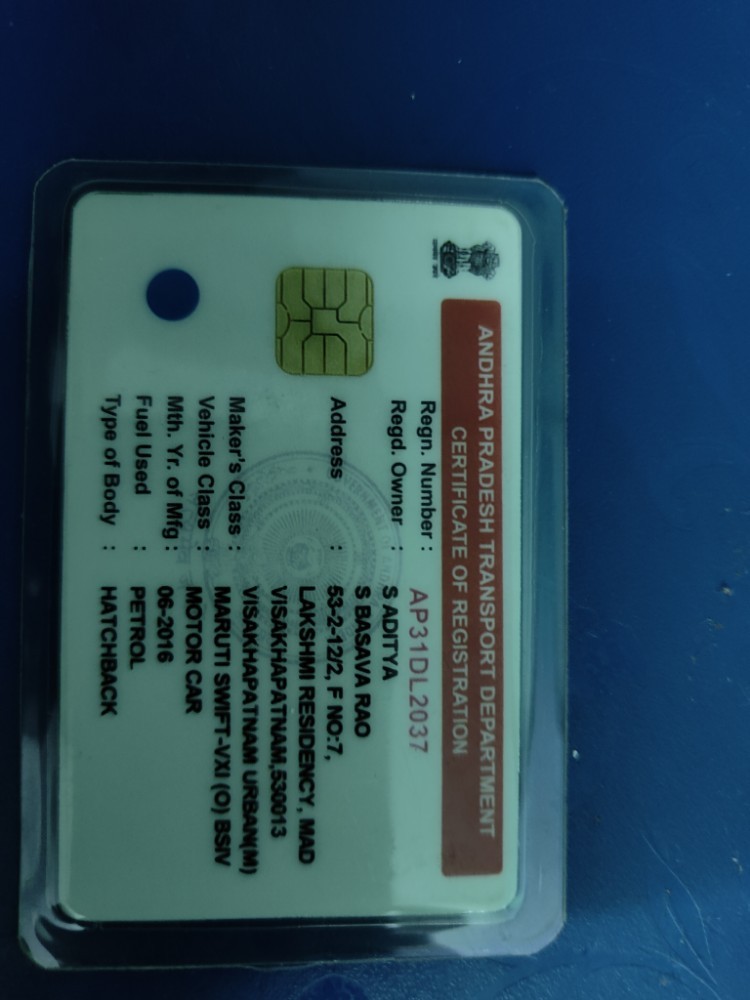 ANDHRA PRADESH TRANSPORT DEPARTMENT
CERTIFICATE OF REGISTRATION
Regn. Number : AP31DL2037
Regd. Owner : S ADITYA
S BASAVA RAO
Address : 53-2-12/2, F NO:7,
LAKSHMI RESIDENCY, MAD
VISAKHAPATNAM,530013
VISAKHAPATNAM URBAN(M)
Maker's Class : MARUTI SWIFT-VXI (O) BSIV
Vehicle Class : MOTOR CAR
Mth. Yr. of Mfg : 06-2016
Fuel Used : PETROL
Type of Body : HATCHBACK